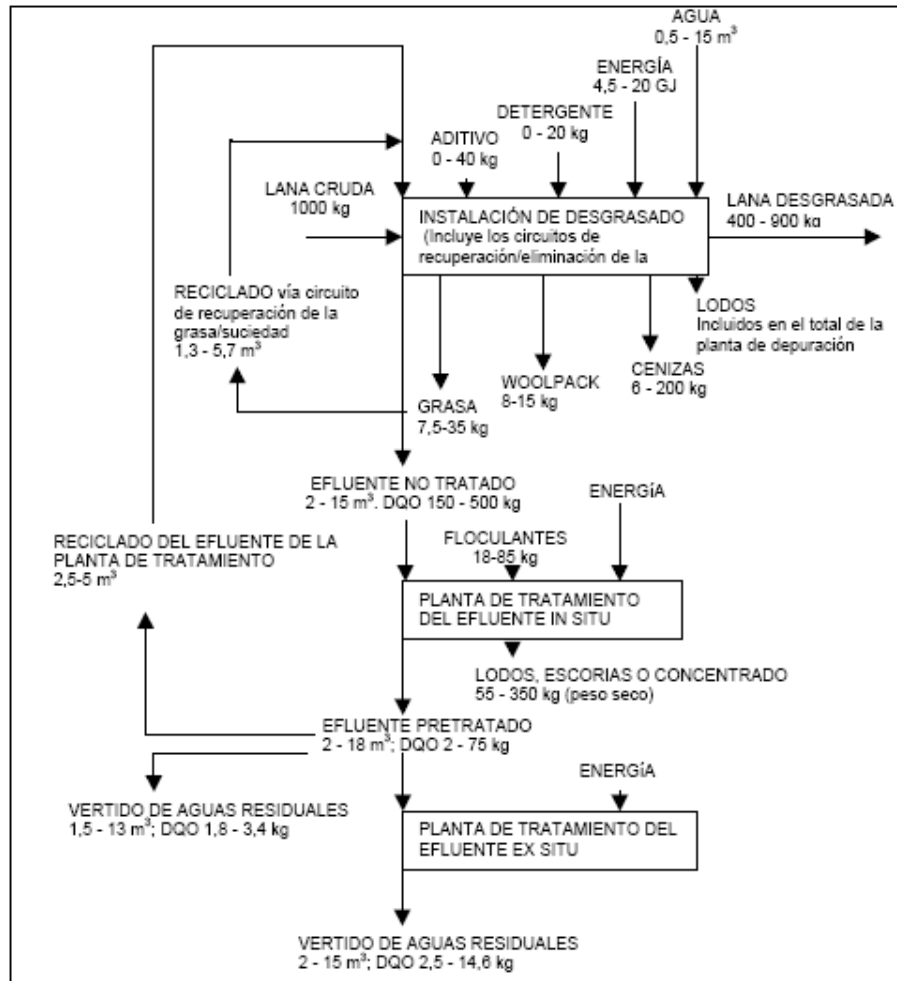 AGUA
0,5 - 15 m³
ENERGÍA
4,5 - 20 GJ
DETERGENTE
0 - 20 kg
ADITIVO
0 - 40 kg
LANA CRUDA
1000 kg
INSTALACIÓN DE DESGRASADO
(Incluye los circuitos de
recuperación/eliminación de la
LANA DESGRASADA
400 - 900 kg
RECICLADO vía circuito
de recuperación de la
grasa/suciedad
1,3 - 5,7 m³
LODOS
Incluidos en el total de la
planta de depuración
CENIZAS
6 - 200 kg
WOOLPACK
8-15 kg
GRASA
7,5-35 kg
EFLUENTE NO TRATADO
2 - 15 m³. DQO 150 - 500 kg
ENERGíA
FLOCULANTES
18-85 kg
RECICLADO DEL EFLUENTE DE LA
PLANTA DE TRATAMIENTO
2,5-5 m³
PLANTA DE TRATAMIENTO
DEL EFLUENTE IN SITU
LODOS, ESCORIAS O CONCENTRADO
55 - 350 kg (peso seco)
EFLUENTE PRETRATADO
2 - 18 m³; DQO 2 - 75 kg
ENERGíA
VERTIDO DE AGUAS RESIDUALES
1,5 - 13 m³; DQO 1,8 - 3,4 kg
PLANTA DE TRATAMIENTO DEL
EFLUENTE EX SITU
VERTIDO DE AGUAS RESIDUALES
2 - 15 m³; DQO 2,5 - 14,6 kg